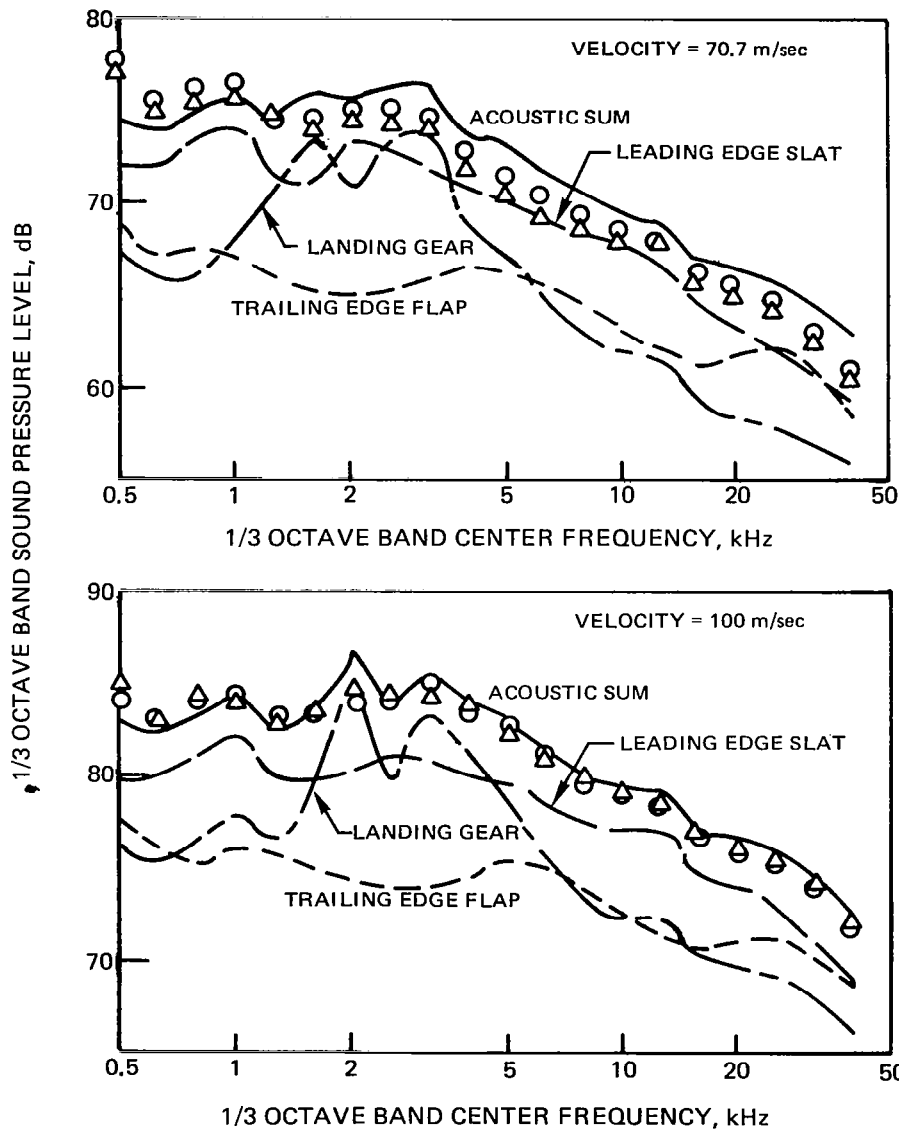 1/3 OCTAVE BAND SOUND PRESSURE LEVEL, dB
80
VELOCITY = 70.7 m/sec
ACOUSTIC SUM
LEADING EDGE SLAT
70
LANDING GEAR
TRAILING EDGE FLAP
60
0.5 1 2 5 10 20 50
1/3 OCTAVE BAND CENTER FREQUENCY, kHz
90
VELOCITY = 100 m/sec
ACOUSTIC SUM
LEADING EDGE SLAT
80
LANDING GEAR
TRAILING EDGE FLAP
70
0.5 1 2 5 10 20 50
1/3 OCTAVE BAND CENTER FREQUENCY, kHz